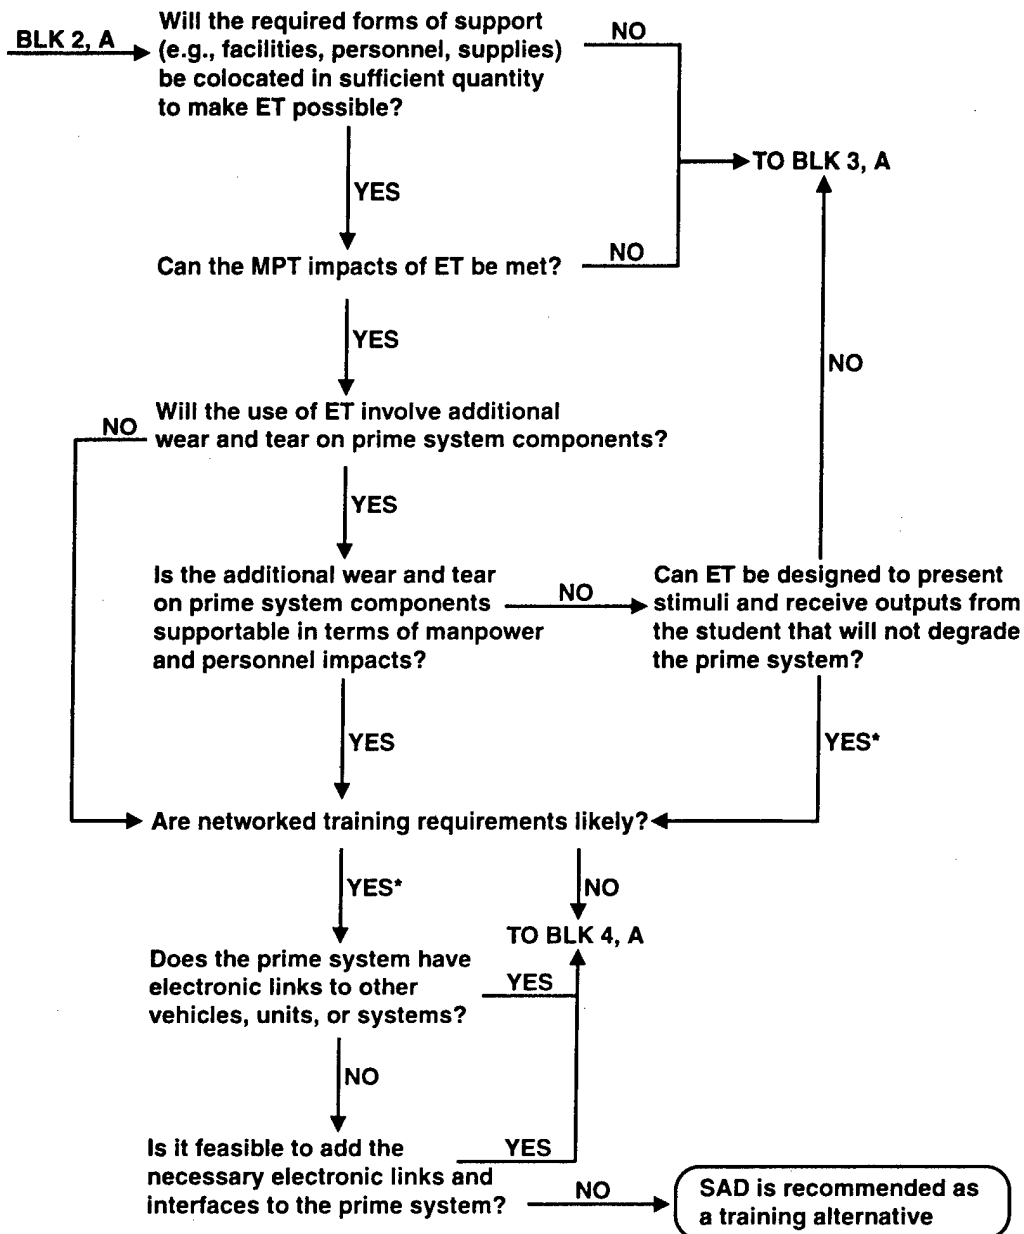 BLK 2, A
Will the required forms of support
(e.g., facilities, personnel, supplies)
be colocated in sufficient quantity
to make ET possible?
NO
TO BLK 3, A
YES
Can the MPT impacts of ET be met?
NO
YES
NO
Will the use of ET involve additional
wear and tear on prime system components?
NO
YES
Is the additional wear and tear
on prime system components
supportable in terms of manpower
and personnel impacts?
NO
Can ET be designed to present
stimuli and receive outputs from
the student that will not degrade
the prime system?
YES
YES*
Are networked training requirements likely?
YES*
NO
TO BLK 4, A
Does the prime system have
electronic links to other
vehicles, units, or systems?
YES
NO
Is it feasible to add the
necessary electronic links and
interfaces to the prime system?
YES
NO
SAD is recommended as
a training alternative